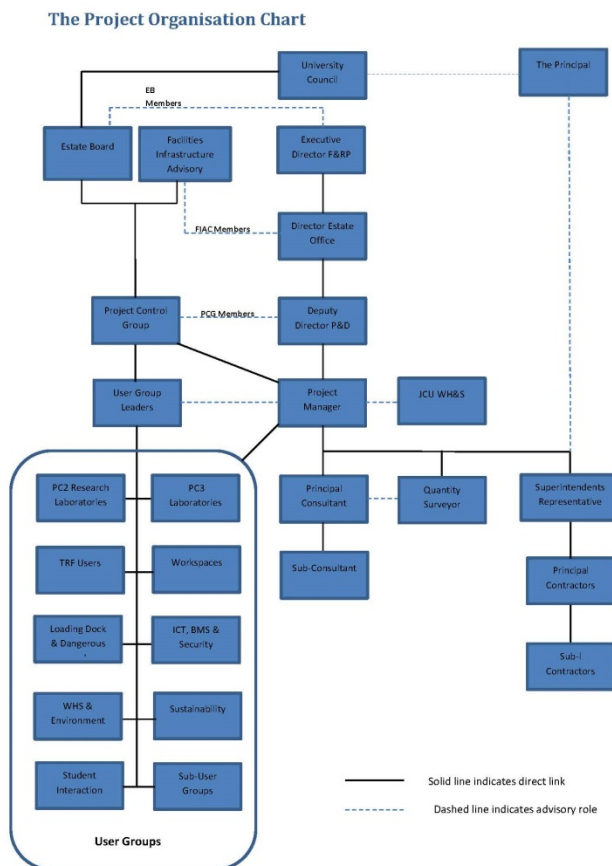 The Project Organisation Chart
University
Council
The Principal
EB
Members
Estate Board
Facilities
Infrastructure
Advisory
Executive
Director F&RP
FIAC Members
Director Estate
Office
Project Control
Group
PCG Members
Deputy
Director P&D
User Group
Leaders
Project
Manager
JCU WH&S
PC2 Research
Laboratories
PC3
Laboratories
Principal
Consultant
Quantity
Surveyor
Superintendents
Representative
TRF Users
Workspaces
Sub-Consultant
Principal
Contractors
Loading Dock
& Dangerous
ICT, BMS &
Security
Sub-l
Contractors
WHS &
Environment
Sustainability
Student
Interaction
Sub-User
Groups
User Groups
Solid line indicates direct link
Dashed line indicates advisory role